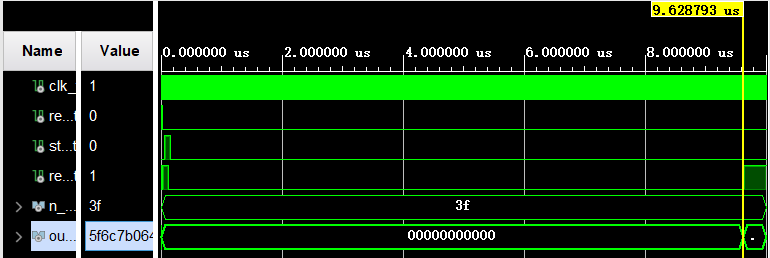 9.628793 us
Name Value 0.000000 us 2.000000 us 4.000000 us 6.000000 us 8.000000 us
clk_ 1
re...t 0
st...t 0
re...t 1
n_... 3f 3f
ou... 5f6c7b064 00000000000 .